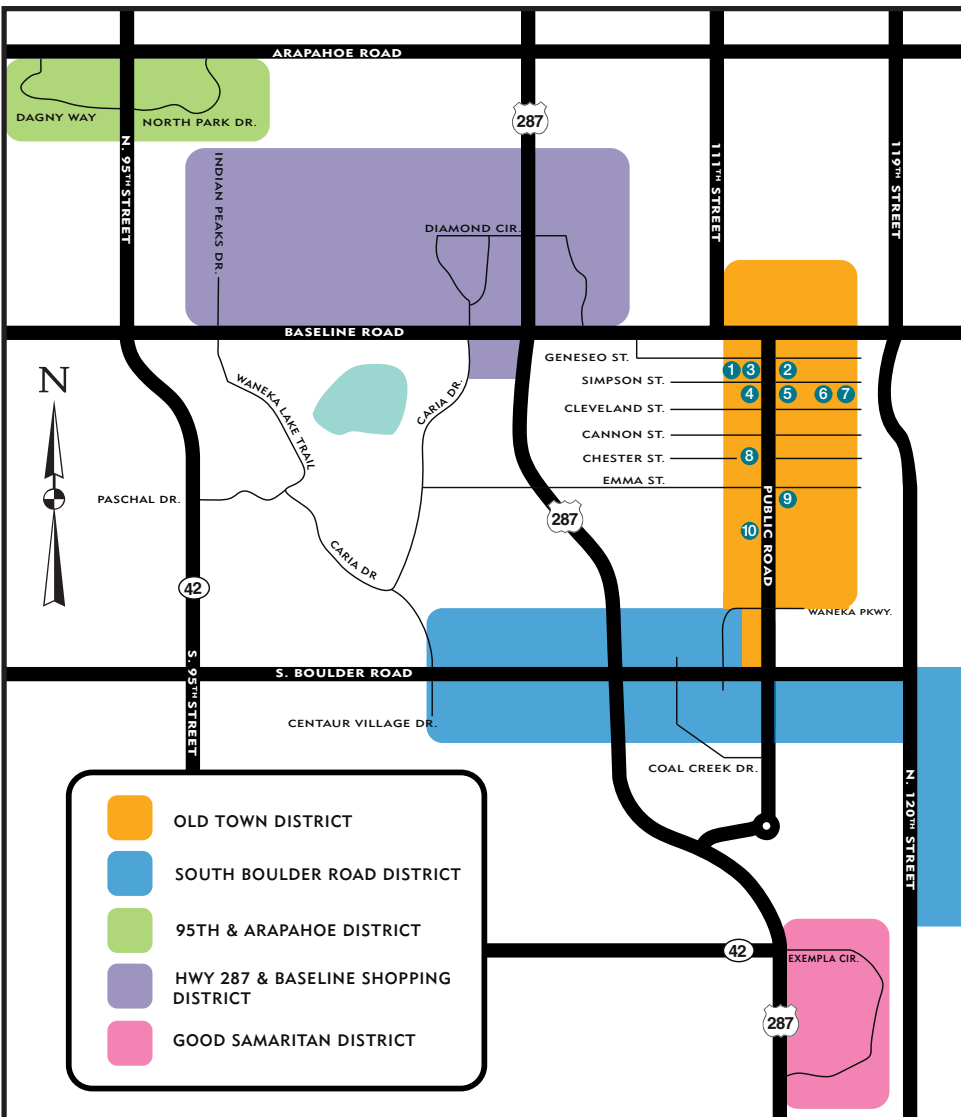 ARAPAHOE ROAD
DAGNY WAY
NORTH PARK DR.
N. 95TH STREET
287
111TH STREET
119TH STREET
INDIAN PEAKS DR.
DIAMOND CIR.
BASELINE ROAD
N
GENESEO ST.
1
3
2
SIMPSON ST.
4
5
6
7
CLEVELAND ST.
CANNON ST.
CHESTER ST.
8
EMMA ST.
9
10
PUBLIC ROAD
WANEKA LAKE TRAIL
CARIA DR.
PASCHAL DR.
287
CARIA DR
42
WANEKA PKWY.
S. BOULDER ROAD
S. 95TH STREET
CENTAUR VILLAGE DR.
COAL CREEK DR.
N. 120TH STREET
OLD TOWN DISTRICT
SOUTH BOULDER ROAD DISTRICT
95TH & ARAPAHOE DISTRICT
HWY 287 & BASELINE SHOPPING
DISTRICT
GOOD SAMARITAN DISTRICT
42
EXEMPLA CIR.
287